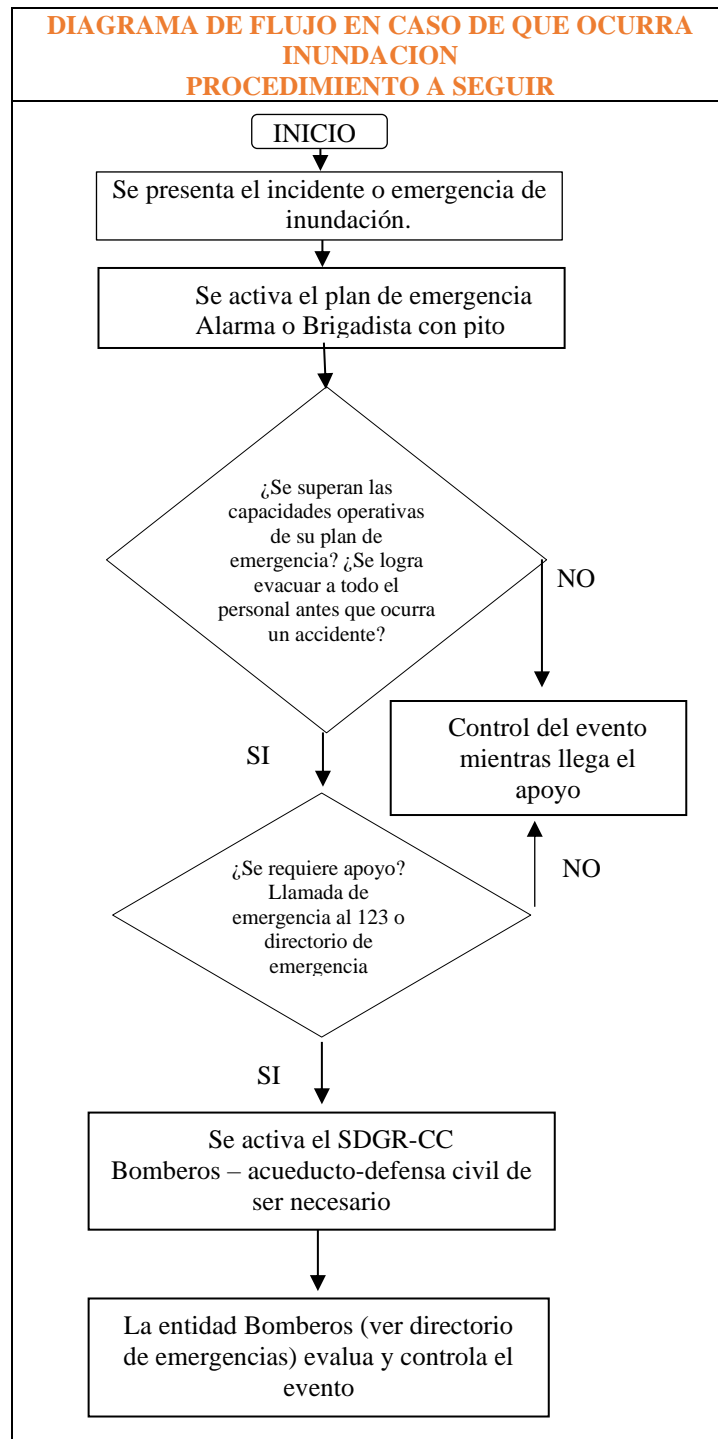 DIAGRAMA DE FLUJO EN CASO DE QUE OCURRA
INUNDACION
PROCEDIMIENTO A SEGUIR
INICIO
Se presenta el incidente o emergencia de
inundación.
Se activa el plan de emergencia
Alarma o Brigadista con pito
¿Se superan las
capacidades operativas
de su plan de
emergencia? ¿Se logra
evacuar a todo el
personal antes que ocurra
un accidente?
NO
Control del evento
mientras llega el
apoyo
SI
¿Se requiere apoyo?
Llamada de
emergencia al 123 o
directorio de
emergencia
NO
SI
Se activa el SDGR-CC
Bomberos – acueducto-defensa civil de
ser necesario
La entidad Bomberos (ver directorio
de emergencias) evalua y controla el
evento